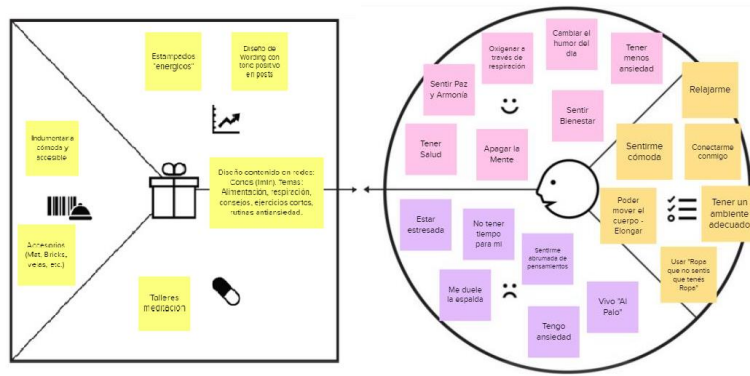 Estampados
"energicos"
Diseño de
Wording con
tono positivo
en posts
Indumentaria
cómoda y
accesible
Diseño contenido en redes:
Cortos (1min). Temas:
Alimentación, respiración,
consejos, ejercicios cortos,
rutinas antiansiedad.
Accesorios
(Mat, Bricks,
velas, etc.)
Talleres
meditación
Cambiar el
humor del
día
Oxigenar a
través de
respiración
Tener
menos
ansiedad
Sentir Paz
y Armonía
Sentir
Bienestar
Tener
Salud
Apagar la
Mente
Relajarme
Sentirme
cómoda
Conectarme
conmigo
Poder
mover el
cuerpo -
Elongar
Tener un
ambiente
adecuado
Usar "Ropa
que no sentis
que tenés
Ropa"
Estar
estresada
No tener
tiempo
para mi
Sentirme
abrumada de
pensamientos
Me duele
la espalda
Tengo
ansiedad
Vivo "Al
Palo"